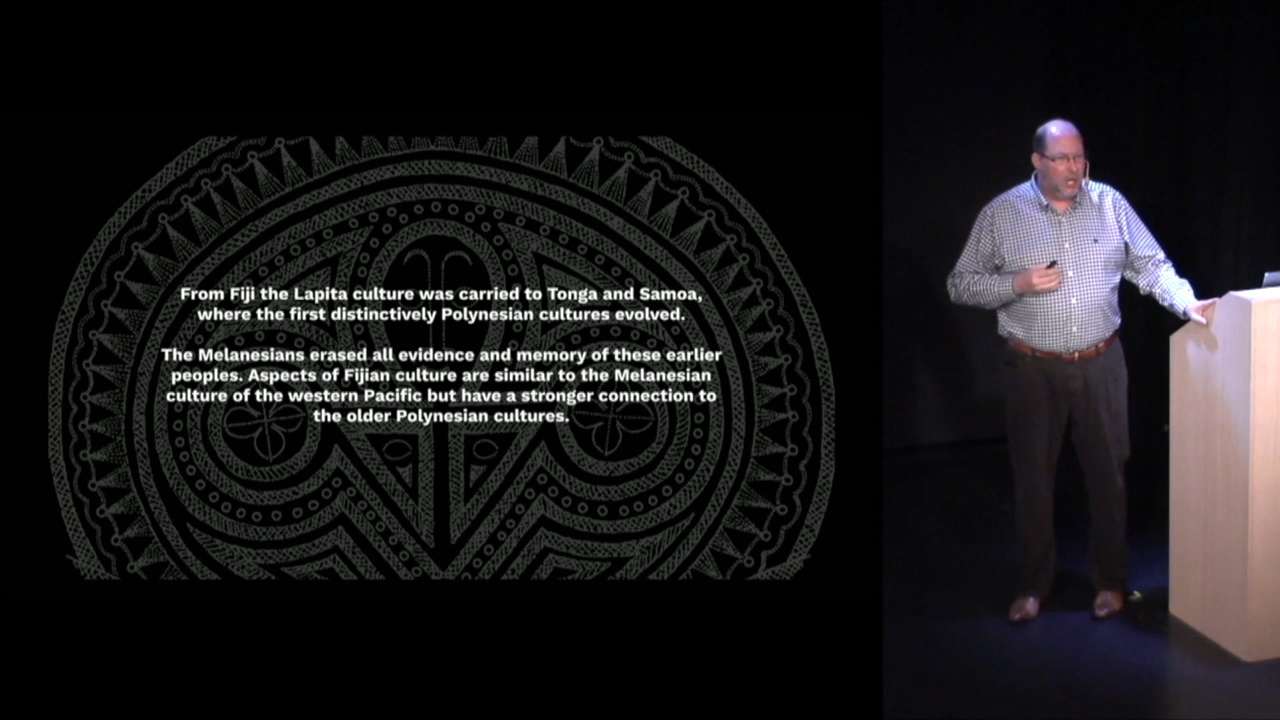 From Fiji the Lapita culture was carried to Tonga and Samoa,
where the first distinctively Polynesian cultures evolved.
The Melanesians erased all evidence and memory of these earlier
peoples. Aspects of Fijian culture are similar to the Melanesian
culture of the western Pacific but have a stronger connection to
the older Polynesian cultures.